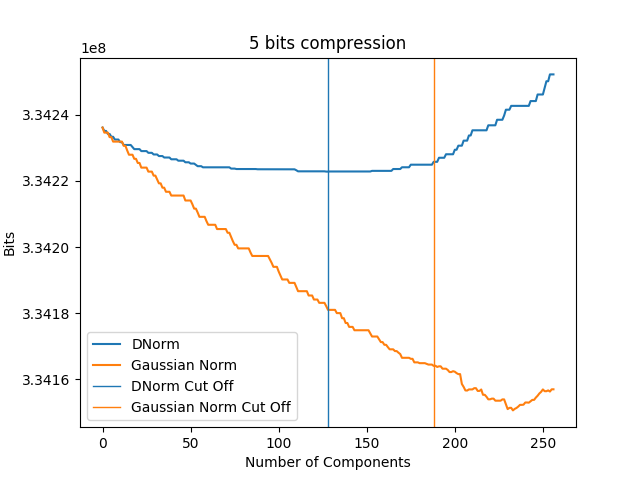 5 bits compression
1e8
3.3424
3.3422
3.3420
3.3418
3.3416
Bits
DNorm
Gaussian Norm
DNorm Cut Off
Gaussian Norm Cut Off
0 50 100 150 200 250
Number of Components